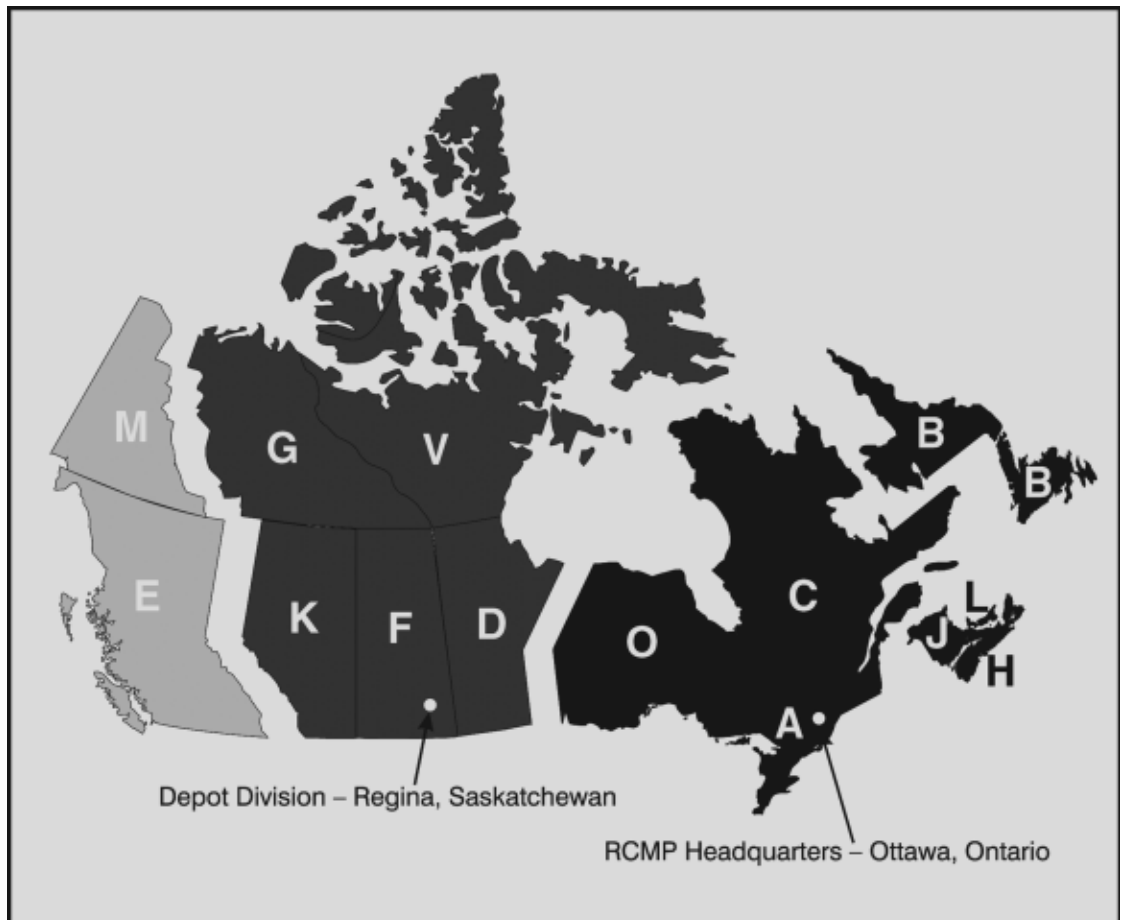 M
G
V
B
B
E
K
F
D
O
C
L
J
H
A
Depot Division – Regina, Saskatchewan
RCMP Headquarters – Ottawa, Ontario